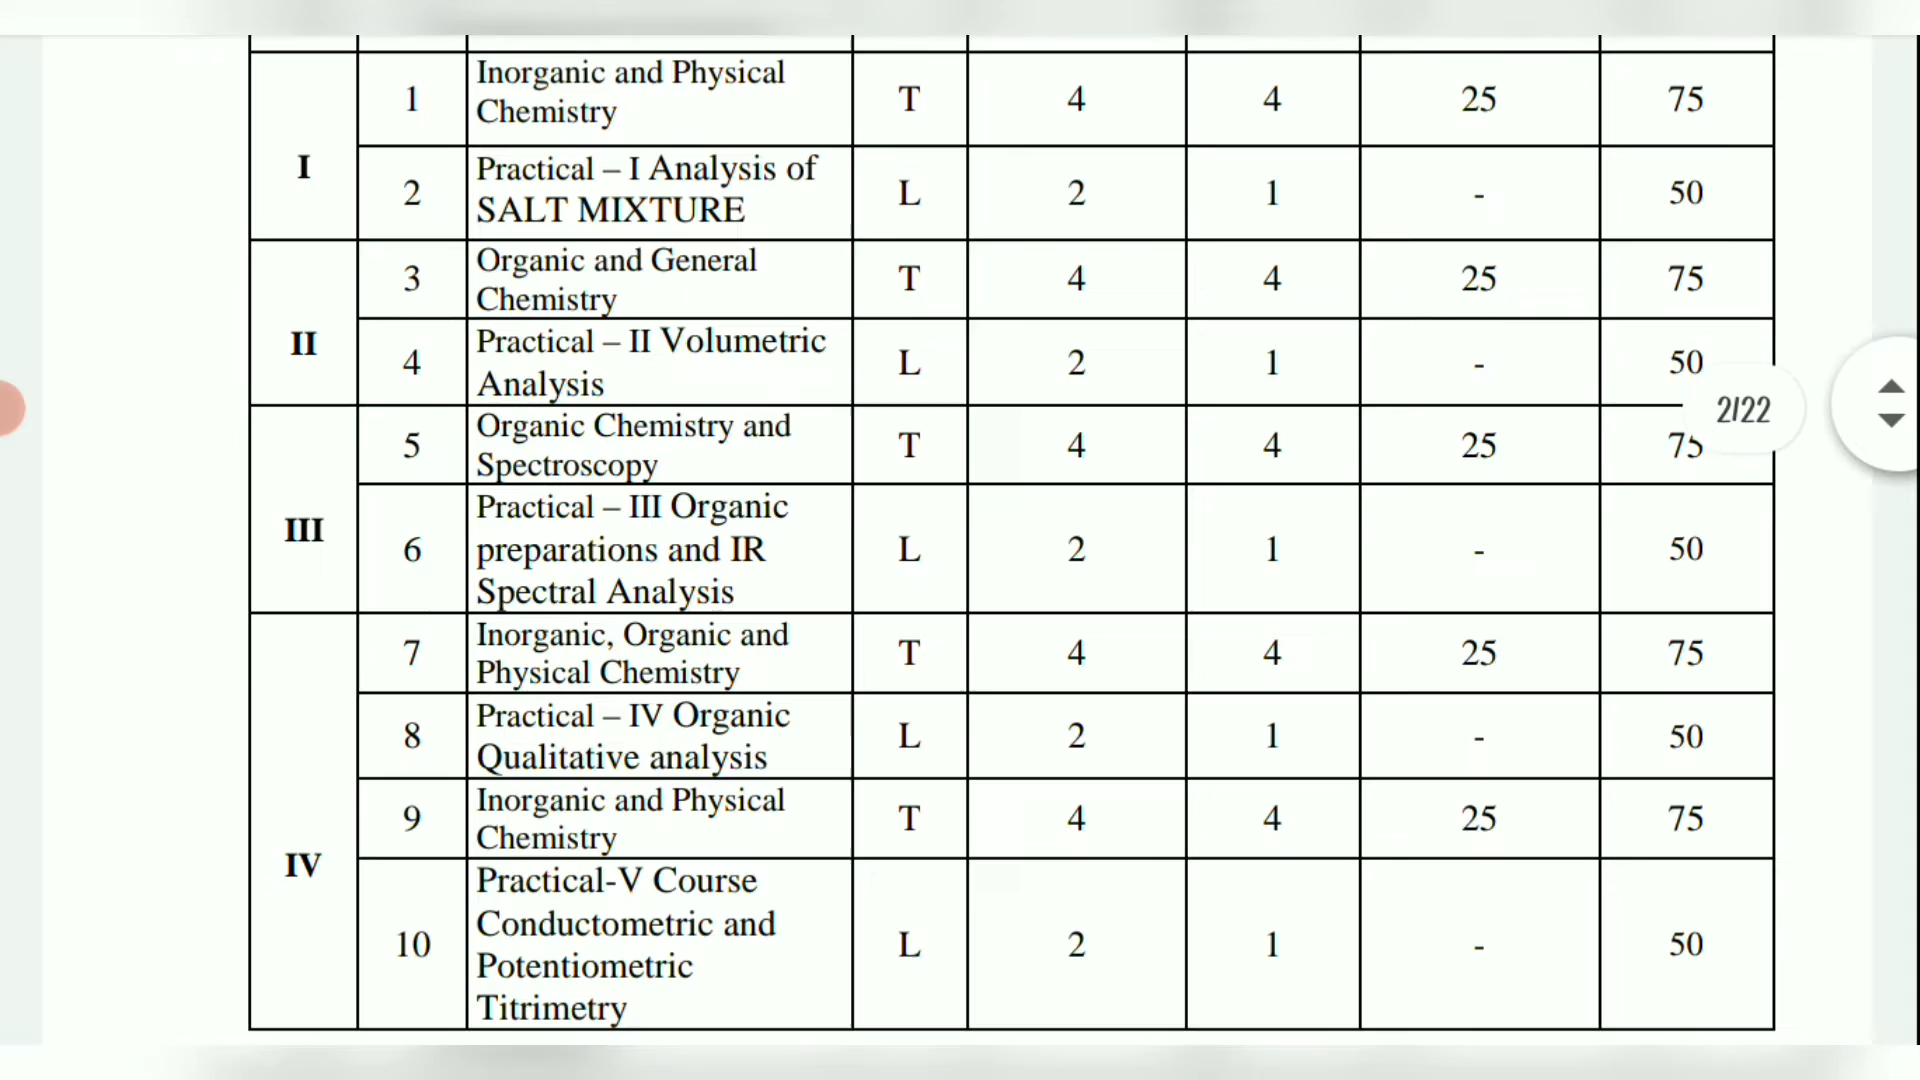 I
1 Inorganic and Physical
Chemistry T 4 4 25 75
2 Practical – I Analysis of
SALT MIXTURE L 2 1 - 50
II
3 Organic and General
Chemistry T 4 4 25 75
4 Practical – II Volumetric
Analysis L 2 1 - 50
2/22
III
5 Organic Chemistry and
Spectroscopy T 4 4 25 75
6 Practical – III Organic
preparations and IR
Spectral Analysis L 2 1 - 50
IV
7 Inorganic, Organic and
Physical Chemistry T 4 4 25 75
8 Practical – IV Organic
Qualitative analysis L 2 1 - 50
9 Inorganic and Physical
Chemistry T 4 4 25 75
10 Practical-V Course
Conductometric and
Potentiometric
Titrimetry L 2 1 - 50